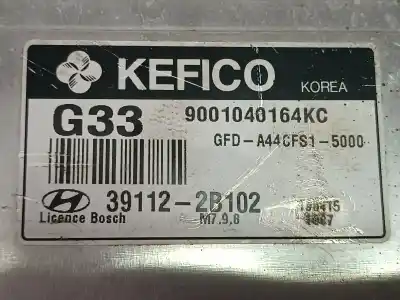 KEFICO KOREA
G33 9001040164KC
GFD-A44CFS1-5000
39112-2B102
Licence Bosch M7.9.8